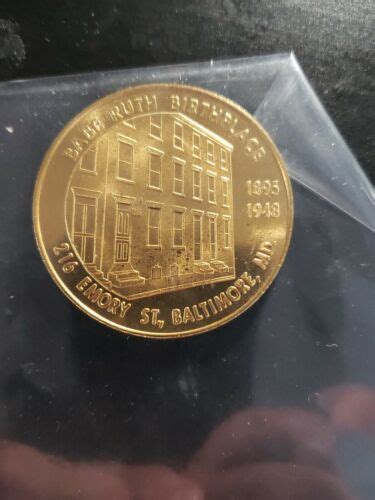 BABE RUTH BIRTHPLACE
1895
1948
216 EMORY ST, BALTIMORE, MD.